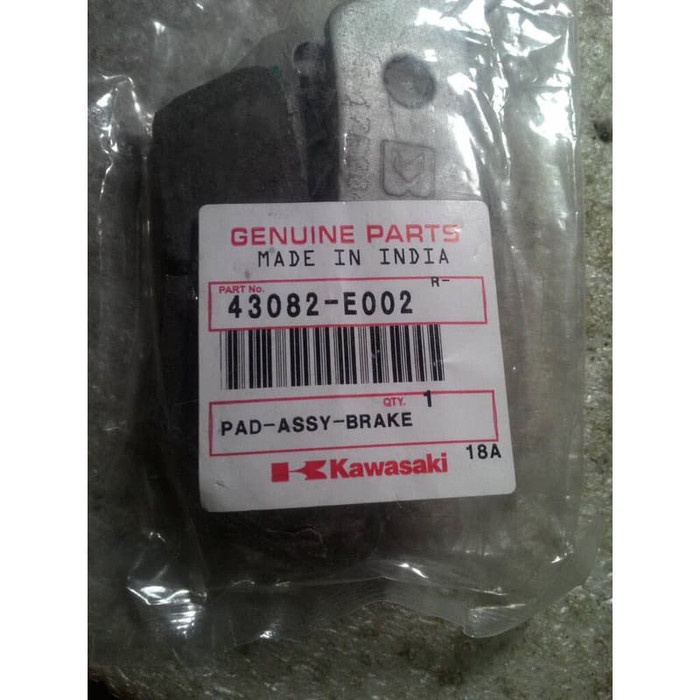 GENUINE PARTS
MADE IN INDIA
R-
PART No.
43082-E002
QTY. 1
PAD-ASSY-BRAKE
Kawasaki
18A